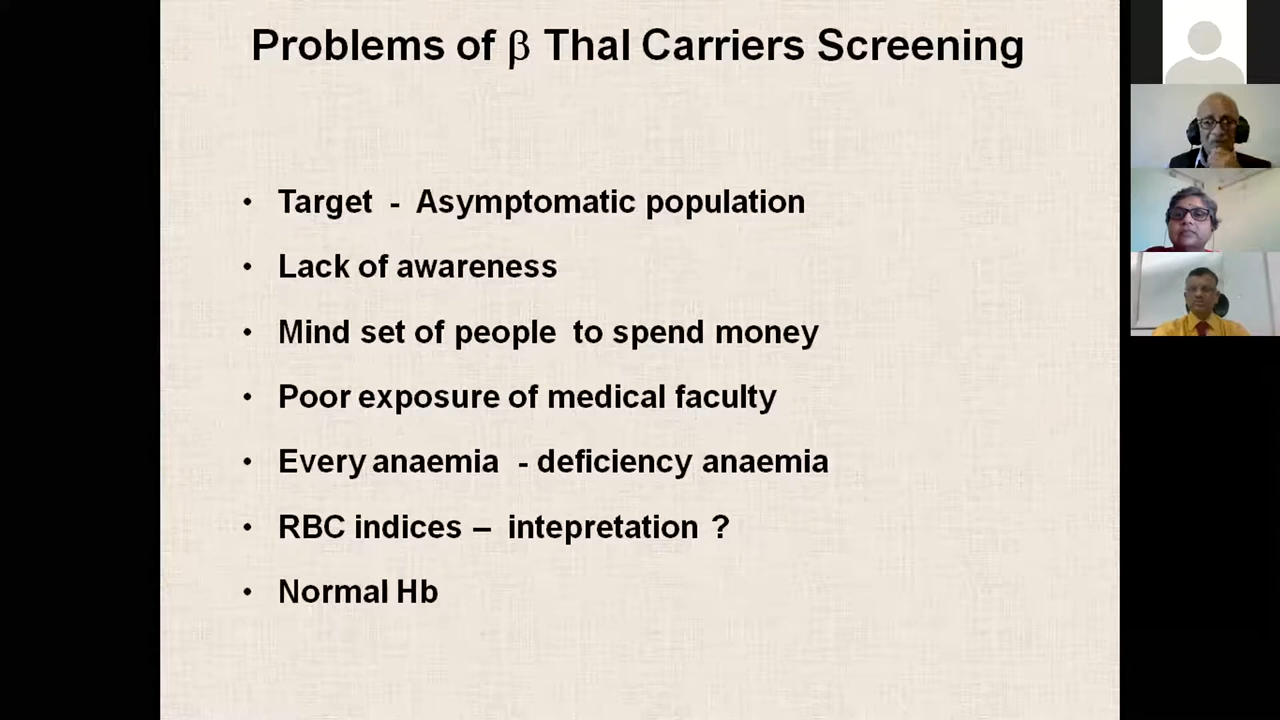 Problems of β Thal Carriers Screening
• Target - Asymptomatic population
• Lack of awareness
• Mind set of people to spend money
• Poor exposure of medical faculty
• Every anaemia - deficiency anaemia
• RBC indices – intepretation ?
• Normal Hb